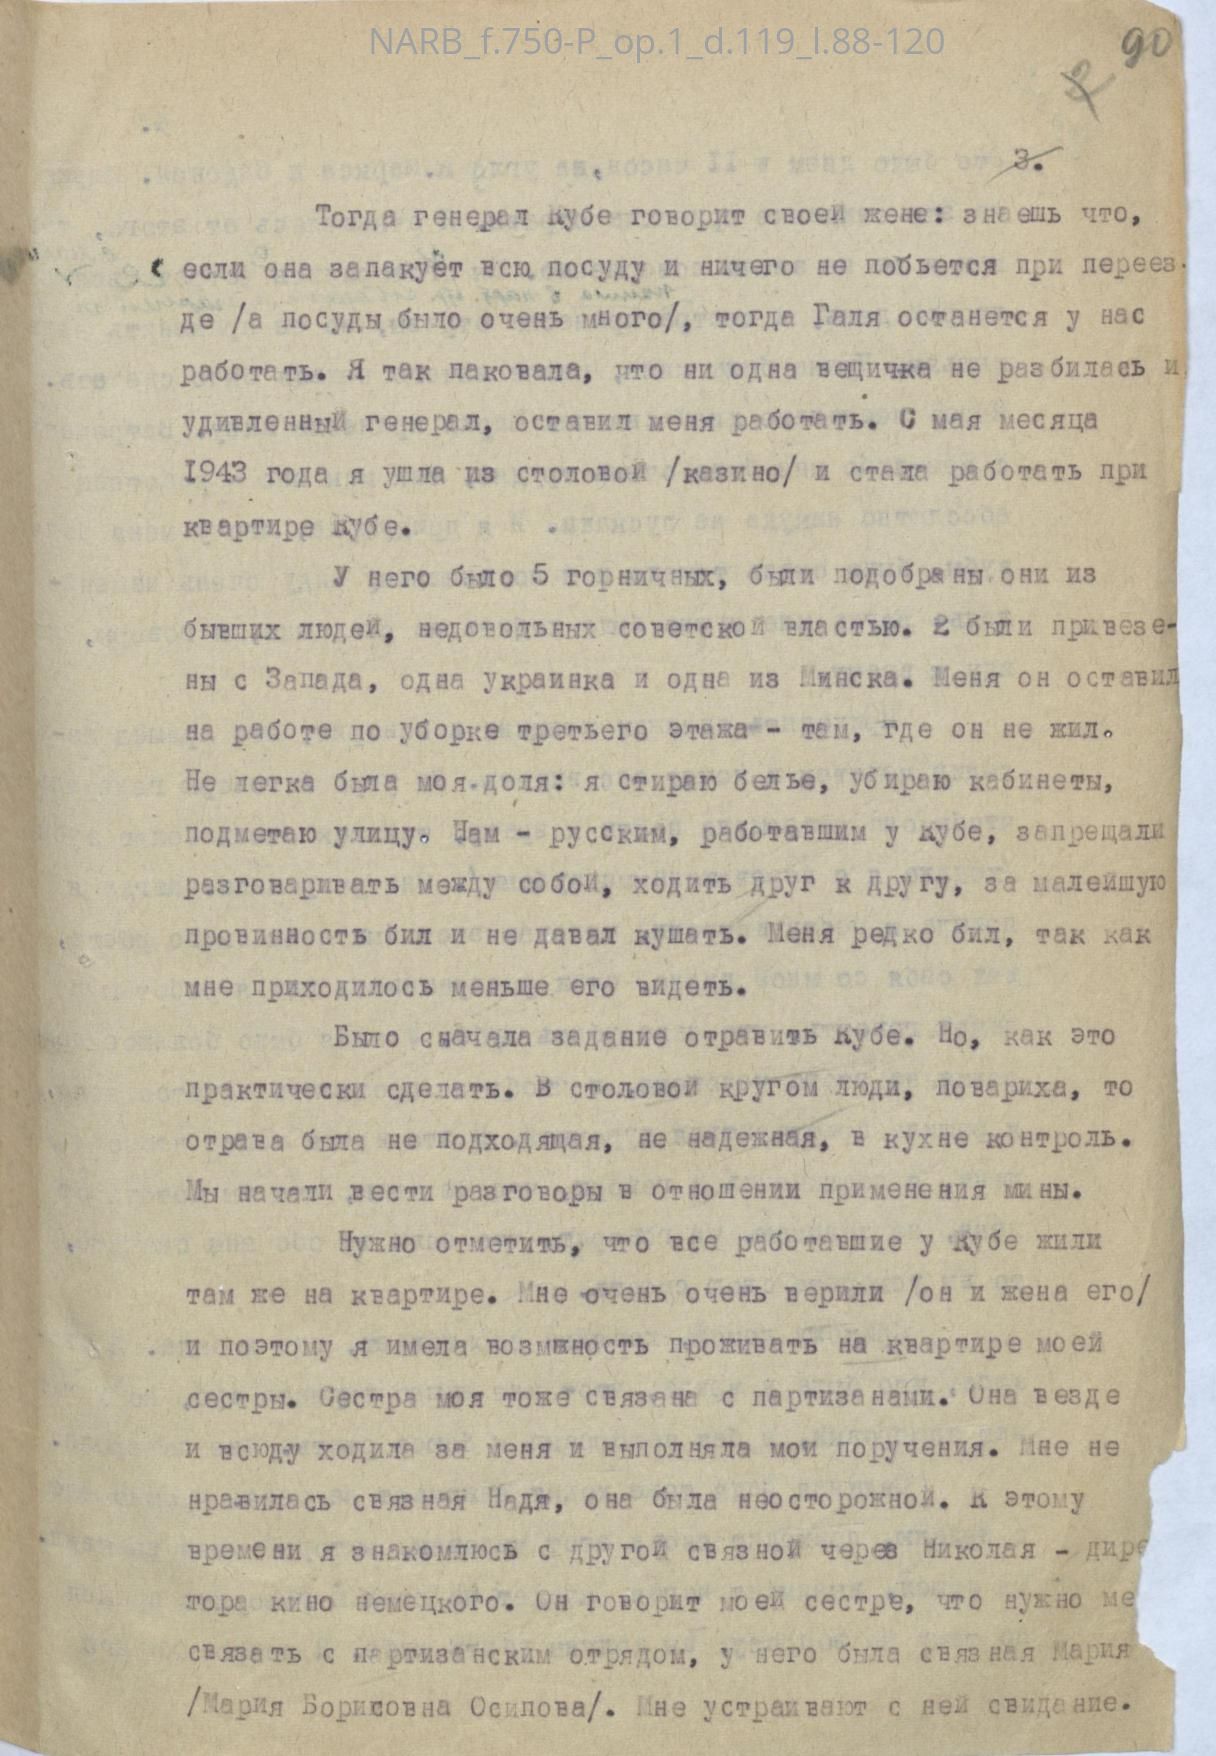 NARB_f.750-P_op.1_d.119_l.88-120
90
2
3.
Тогда генерал Кубе говорит своей жене: знаешь что,
если она запакует всю посуду и ничего не побьется при переез-
де /а посуды было очень много/, тогда Галя останется у нас
работать. Я так паковала, что ни одна вещичка не разбилась и
удивленный генерал, оставил меня работать. С мая месяца
1943 года я ушла из столовой /казино/ и стала работать при
квартире Кубе.
У него было 5 горничных, были подобраны они из
бывших людей, недовольных советской властью. 2 были привезе-
ны с Запада, одна украинка и одна из Минска. Меня он оставил
на работе по уборке третьего этажа - там, где он не жил.
Не легка была моя доля: я стираю белье, убираю кабинеты,
подметаю улицу. Нам - русским, работавшим у Кубе, запрещали
разговаривать между собой, ходить друг к другу, за малейшую
провинность бил и не давал кушать. Меня редко бил, так как
мне приходилось меньше его видеть.
Было сначала задание отравить Кубе. Но, как это
практически сделать. В столовой кругом люди, повариха, то
отрава была не подходящая, не надежная, в кухне контроль.
Мы начали вести разговоры в отношении применения мины.
Нужно отметить, что все работавшие у Кубе жили
там же на квартире. Мне очень очень верили /он и жена его/
и поэтому я имела возмжность проживать на квартире моей
сестры. Сестра моя тоже связана с партизанами. Она везде
и всюду ходила за меня и выполняла мои поручения. Мне не
нравилась связная Надя, она была неосторожной. К этому
времени я знакомлюсь с другой связной через Николая - дире
тора кино немецкого. Он говорит моей сестре, что нужно ме
связать с партизанским отрядом, у него была связная Мария
/Мария Борисовна Осипова/. Мне устраивают с ней свидание.